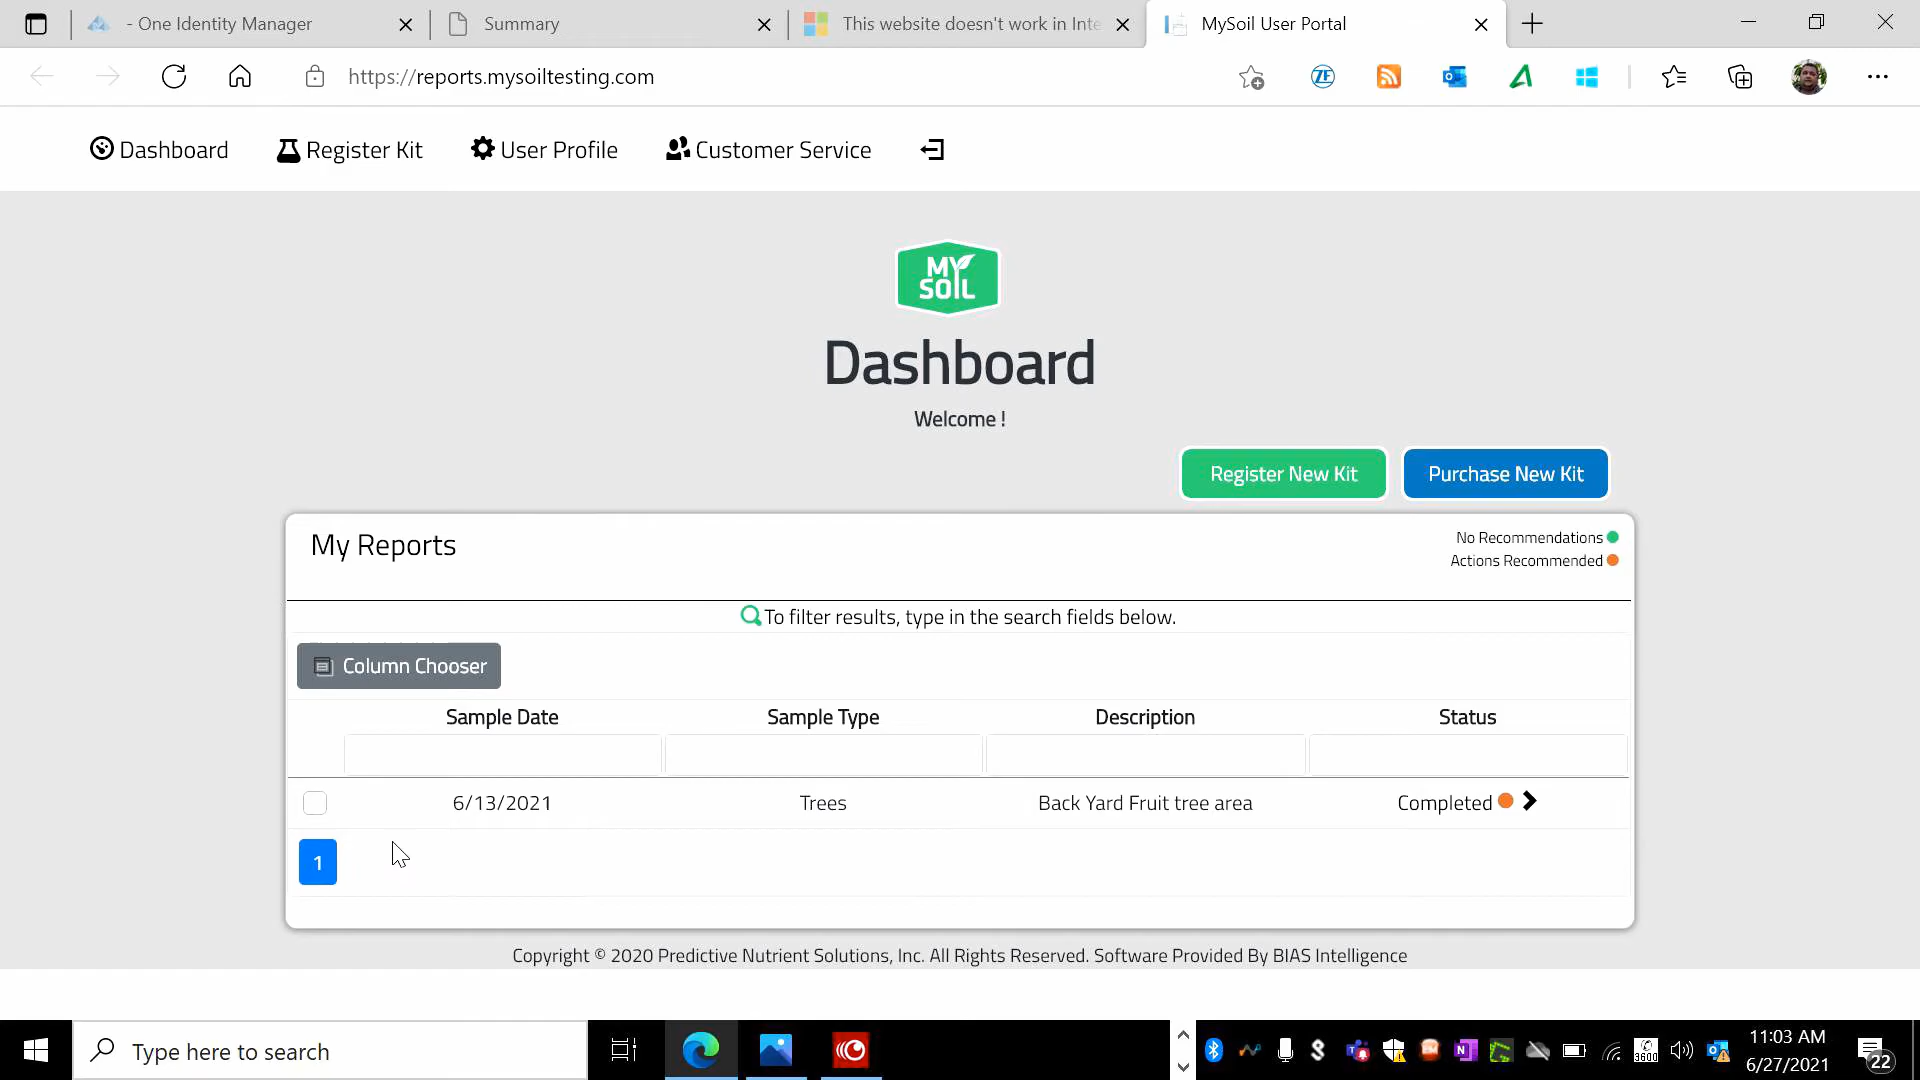 - One Identity Manager
Summary
This website doesn't work in Inte
MySoil User Portal
https://reports.mysoiltesting.com
Dashboard
Register Kit
User Profile
Customer Service
MY
SOIL
Dashboard
Welcome !
Register New Kit
Purchase New Kit
My Reports
No Recommendations
Actions Recommended
To filter results, type in the search fields below.
Column Chooser
Sample Date Sample Type Description Status
6/13/2021 Trees Back Yard Fruit tree area Completed
1
Copyright © 2020 Predictive Nutrient Solutions, Inc. All Rights Reserved. Software Provided By BIAS Intelligence
Type here to search
3600
11:03 AM
6/27/2021
22